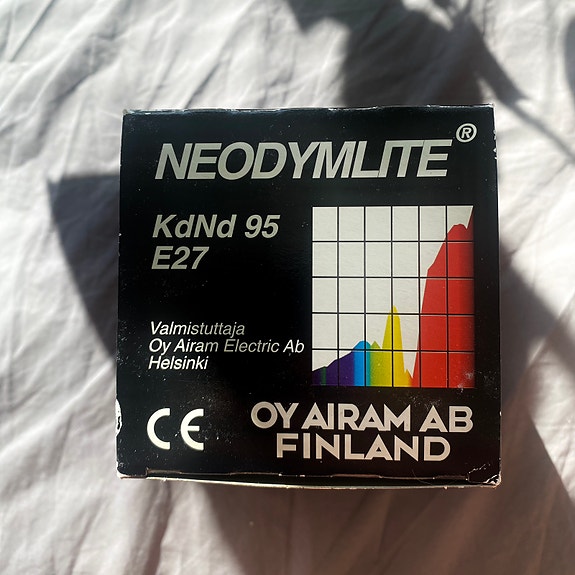 NEODYMLITE®
KdNd 95
E27
Valmistuttaja
Oy Airam Electric Ab
Helsinki
CE
OY AIRAM AB
FINLAND